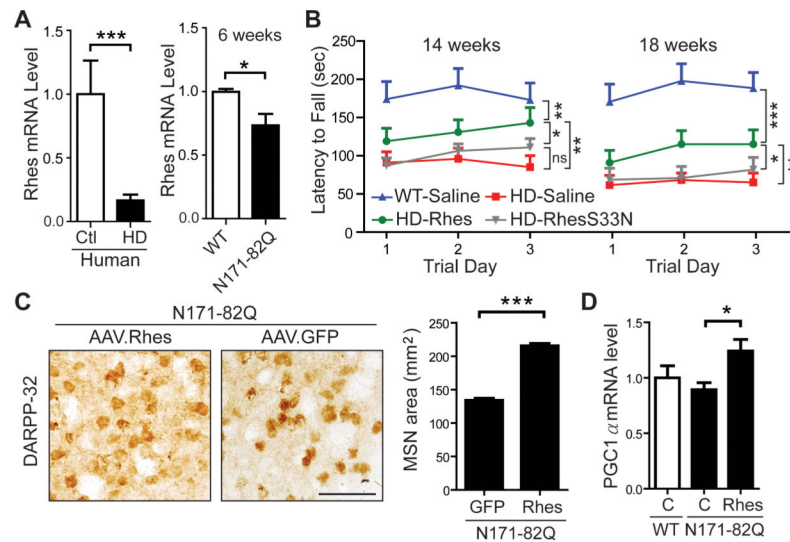 A
Rhes mRNA Level
1.5
1.0
0.5
0.0
***
Ctl HD
Human
Rhes mRNA Level
6 weeks
1.5
1.0
0.5
0.0
*
WT
N171-82Q
B
Latency to Fall (sec)
250
200
150
100
50
0
14 weeks
18 weeks
**
*
ns
**
***
*
WT-Saline HD-Saline
HD-Rhes HD-RhesS33N
1 2 3
Trial Day
1 2 3
Trial Day
C
N171-82Q
AAV.Rhes AAV.GFP
DARPP-32
MSN area (mm²)
250
200
150
100
50
0
***
GFP Rhes
N171-82Q
D
PGC1 α mRNA level
1.5
1.0
0.5
0.0
*
C C Rhes
WT N171-82Q